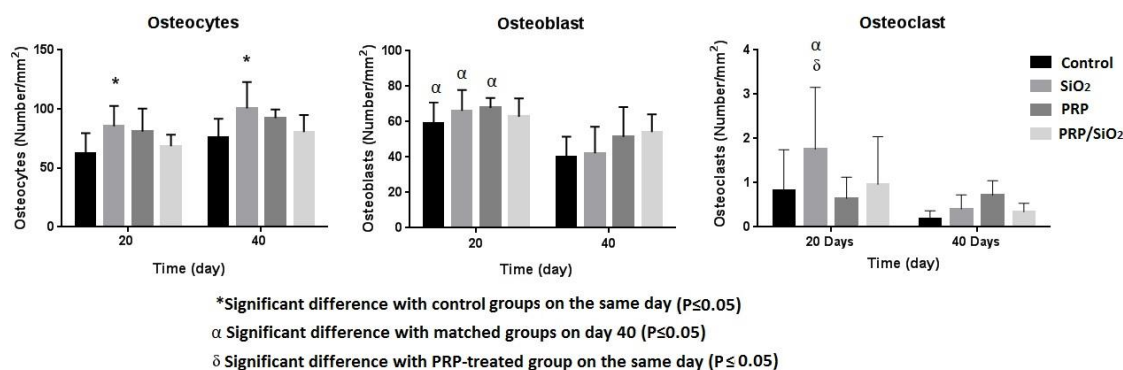 Osteocytes
Osteocytes (Number/mm²)
150
100
50
0
*
*
20
40
Time (day)
Osteoblast
Osteoblasts (Number/mm²)
100
80
60
40
20
0
α
α
α
20
40
Time (day)
Osteoclast
Osteoclasts (Number/mm²)
4
3
2
1
0
α
δ
20 Days
40 Days
Time (day)
Control
SiO₂
PRP
PRP/SiO₂
*Significant difference with control groups on the same day (P≤0.05)
α Significant difference with matched groups on day 40 (P≤0.05)
δ Significant difference with PRP-treated group on the same day (P ≤ 0.05)